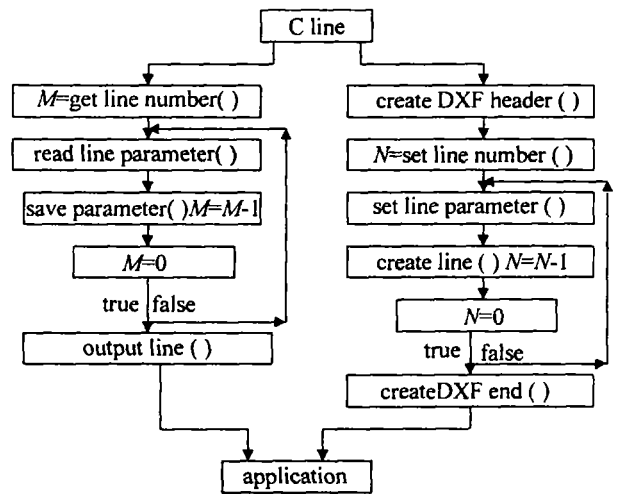 C line
M=get line number( )
read line parameter( )
save parameter( )M=M-1
M=0
true false
output line ( )
create DXF header ( )
N=set line number ( )
set line parameter ( )
create line ( ) N=N-1
N=0
true false
createDXF end ( )
application